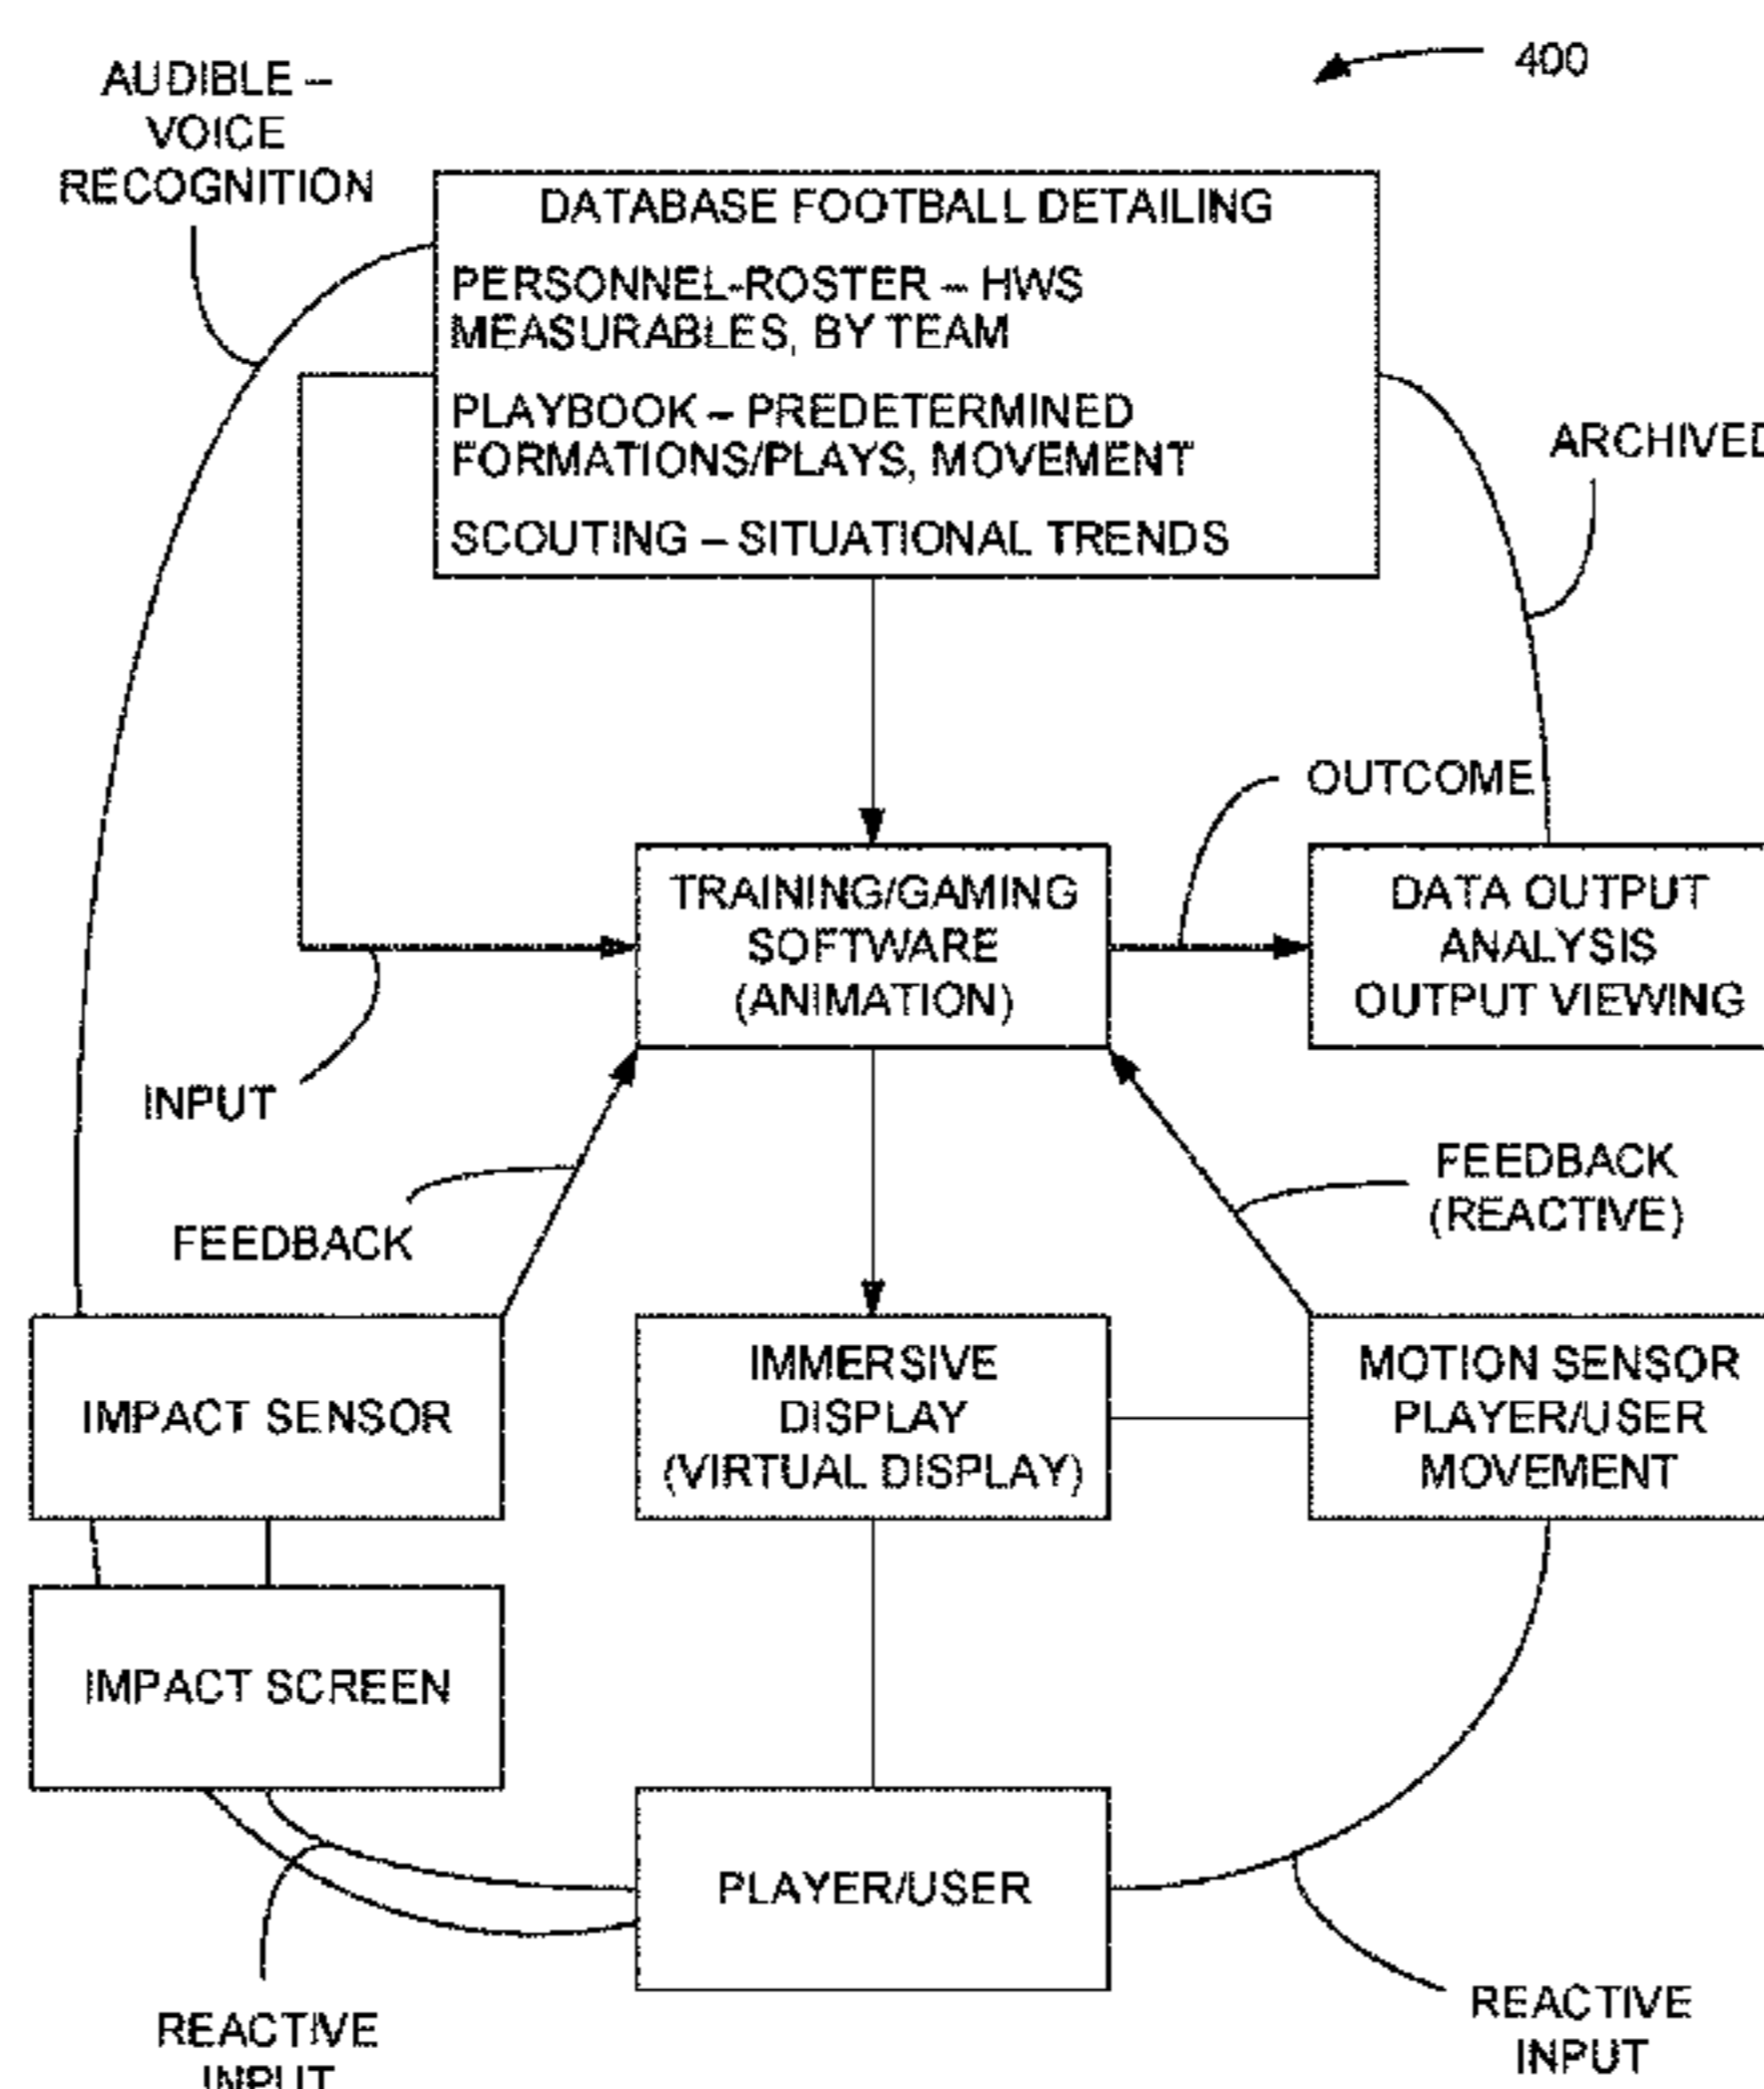 400
AUDIBLE –
VOICE
RECOGNITION
DATABASE FOOTBALL DETAILING
PERSONNEL-ROSTER – HWS
MEASURABLES, BY TEAM
PLAYBOOK – PREDETERMINED
FORMATIONS/PLAYS, MOVEMENT
SCOUTING – SITUATIONAL TRENDS
ARCHIVED
OUTCOME
TRAINING/GAMING
SOFTWARE
(ANIMATION)
DATA OUTPUT
ANALYSIS
OUTPUT VIEWING
INPUT
FEEDBACK
FEEDBACK
(REACTIVE)
IMPACT SENSOR
IMMERSIVE
DISPLAY
(VIRTUAL DISPLAY)
MOTION SENSOR
PLAYER/USER
MOVEMENT
IMPACT SCREEN
PLAYER/USER
REACTIVE
INPUT
REACTIVE
INPUT